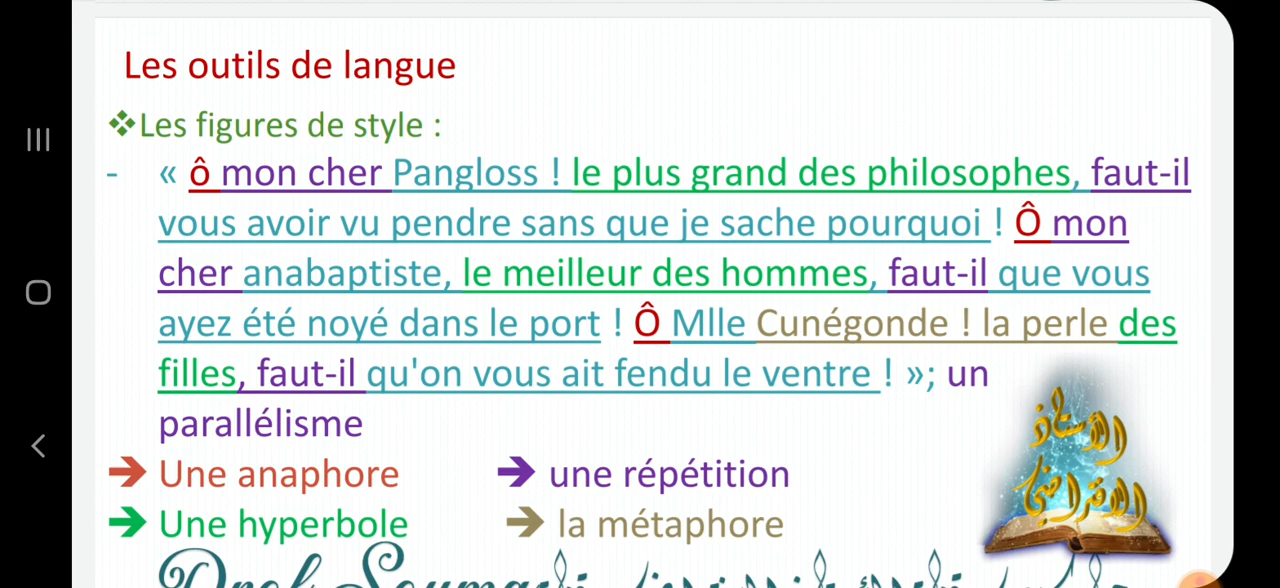 Les outils de langue
❖Les figures de style :
- « ô mon cher Pangloss ! le plus grand des philosophes, faut-il
vous avoir vu pendre sans que je sache pourquoi ! Ô mon
cher anabaptiste, le meilleur des hommes, faut-il que vous
ayez été noyé dans le port ! Ô Mlle Cunégonde ! la perle des
filles, faut-il qu'on vous ait fendu le ventre ! »; un
parallélisme
➔ Une anaphore ➔ une répétition
➔ Une hyperbole ➔ la métaphore
الأستاذ
الافتراضي